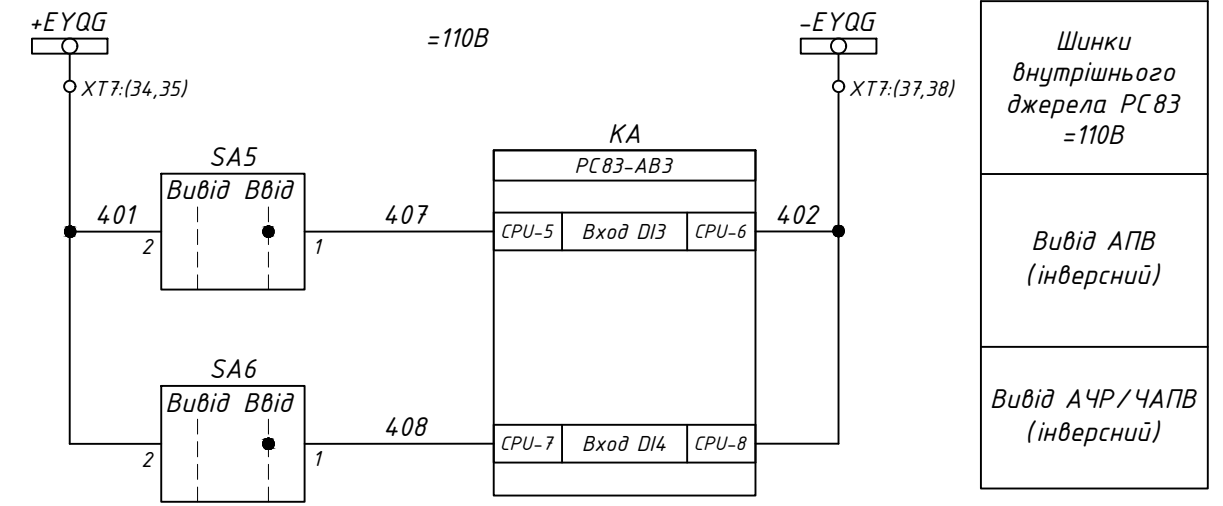 +EYQG
=110В
-EYQG
XT7:(34,35)
XT7:(37,38)
Шинки
внутрішнього
джерела РС83
=110В
SA5
KA
РС83-АВ3
Вивід Ввід
401
2
1
407
CPU-5
Вход DI3
CPU-6
402
Вивід АПВ
(інверсний)
SA6
Вивід Ввід
2
1
408
CPU-7
Вход DI4
CPU-8
Вивід АЧР/ЧАПВ
(інверсний)